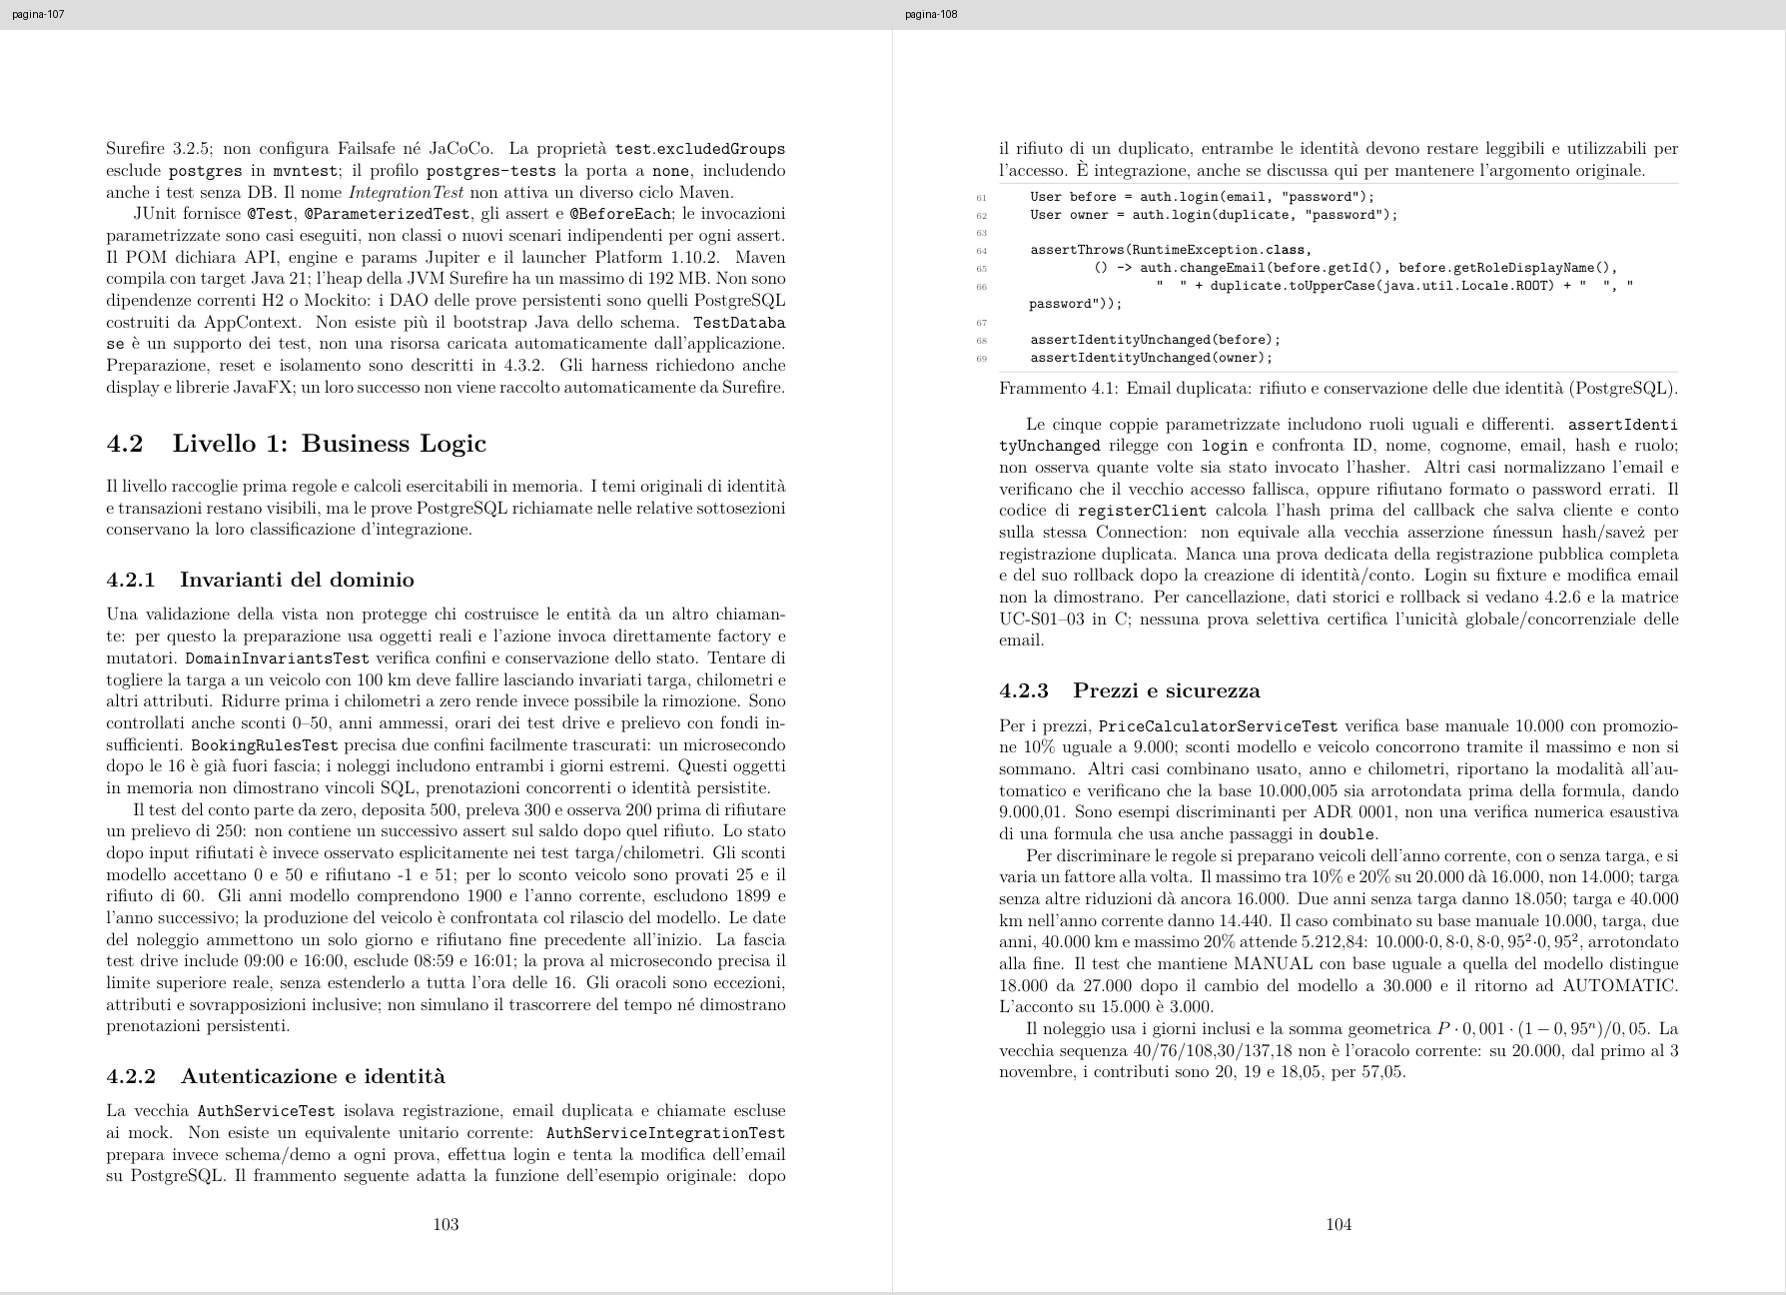 pagina-107
Surefire 3.2.5; non configura Failsafe né JaCoCo. La proprietà test.excludedGroups
esclude postgres in mvntest; il profilo postgres-tests la porta a none, includendo
anche i test senza DB. Il nome IntegrationTest non attiva un diverso ciclo Maven.
JUnit fornisce @Test, @ParameterizedTest, gli assert e @BeforeEach; le invocazioni
parametrizzate sono casi eseguiti, non classi o nuovi scenari indipendenti per ogni assert.
Il POM dichiara API, engine e params Jupiter e il launcher Platform 1.10.2. Maven
compila con target Java 21; l'heap della JVM Surefire ha un massimo di 192 MB. Non sono
dipendenze correnti H2 o Mockito: i DAO delle prove persistenti sono quelli PostgreSQL
costruiti da AppContext. Non esiste più il bootstrap Java dello schema. TestDataba
se è un supporto dei test, non una risorsa caricata automaticamente dall'applicazione.
Preparazione, reset e isolamento sono descritti in 4.3.2. Gli harness richiedono anche
display e librerie JavaFX; un loro successo non viene raccolto automaticamente da Surefire.
4.2 Livello 1: Business Logic
Il livello raccoglie prima regole e calcoli esercitabili in memoria. I temi originali di identità
e transazioni restano visibili, ma le prove PostgreSQL richiamate nelle relative sottosezioni
conservano la loro classificazione d'integrazione.
4.2.1 Invarianti del dominio
Una validazione della vista non protegge chi costruisce le entità da un altro chiaman-
te: per questo la preparazione usa oggetti reali e l'azione invoca direttamente factory e
mutatori. DomainInvariantsTest verifica confini e conservazione dello stato. Tentare di
togliere la targa a un veicolo con 100 km deve fallire lasciando invariati targa, chilometri e
altri attributi. Ridurre prima i chilometri a zero rende invece possibile la rimozione. Sono
controllati anche sconti 0–50, anni ammessi, orari dei test drive e prelievo con fondi in-
sufficienti. BookingRulesTest precisa due confini facilmente trascurati: un microsecondo
dopo le 16 è già fuori fascia; i noleggi includono entrambi i giorni estremi. Questi oggetti
in memoria non dimostrano vincoli SQL, prenotazioni concorrenti o identità persistite.
Il test del conto parte da zero, deposita 500, preleva 300 e osserva 200 prima di rifiutare
un prelievo di 250: non contiene un successivo assert sul saldo dopo quel rifiuto. Lo stato
dopo input rifiutati è invece osservato esplicitamente nei test targa/chilometri. Gli sconti
modello accettano 0 e 50 e rifiutano -1 e 51; per lo sconto veicolo sono provati 25 e il
rifiuto di 60. Gli anni modello comprendono 1900 e l'anno corrente, escludono 1899 e
l'anno successivo; la produzione del veicolo è confrontata col rilascio del modello. Le date
del noleggio ammettono un solo giorno e rifiutano fine precedente all'inizio. La fascia
test drive include 09:00 e 16:00, esclude 08:59 e 16:01; la prova al microsecondo precisa il
limite superiore reale, senza estenderlo a tutta l'ora delle 16. Gli oracoli sono eccezioni,
attributi e sovrapposizioni inclusive; non simulano il trascorrere del tempo né dimostrano
prenotazioni persistenti.
4.2.2 Autenticazione e identità
La vecchia AuthServiceTest isolava registrazione, email duplicata e chiamate escluse
ai mock. Non esiste un equivalente unitario corrente: AuthServiceIntegrationTest
prepara invece schema/demo a ogni prova, effettua login e tenta la modifica dell'email
su PostgreSQL. Il frammento seguente adatta la funzione dell'esempio originale: dopo
103
pagina-108
il rifiuto di un duplicato, entrambe le identità devono restare leggibili e utilizzabili per
l'accesso. È integrazione, anche se discussa qui per mantenere l'argomento originale.
61 User before = auth.login(email, "password");
62 User owner = auth.login(duplicate, "password");
63
64 assertThrows(RuntimeException.class,
65 () -> auth.changeEmail(before.getId(), before.getRoleDisplayName(),
66 "  " + duplicate.toUpperCase(java.util.Locale.ROOT) + "  ", "
password"));
67
68 assertIdentityUnchanged(before);
69 assertIdentityUnchanged(owner);
Frammento 4.1: Email duplicata: rifiuto e conservazione delle due identità (PostgreSQL).
Le cinque coppie parametrizzate includono ruoli uguali e differenti. assertIdenti
tyUnchanged rilegge con login e confronta ID, nome, cognome, email, hash e ruolo;
non osserva quante volte sia stato invocato l'hasher. Altri casi normalizzano l'email e
verificano che il vecchio accesso fallisca, oppure rifiutano formato o password errati. Il
codice di registerClient calcola l'hash prima del callback che salva cliente e conto
sulla stessa Connection: non equivale alla vecchia asserzione ńnessun hash/saveż per
registrazione duplicata. Manca una prova dedicata della registrazione pubblica completa
e del suo rollback dopo la creazione di identità/conto. Login su fixture e modifica email
non la dimostrano. Per cancellazione, dati storici e rollback si vedano 4.2.6 e la matrice
UC-S01–03 in C; nessuna prova selettiva certifica l'unicità globale/concorrenziale delle
email.
4.2.3 Prezzi e sicurezza
Per i prezzi, PriceCalculatorServiceTest verifica base manuale 10.000 con promozio-
ne 10% uguale a 9.000; sconti modello e veicolo concorrono tramite il massimo e non si
sommano. Altri casi combinano usato, anno e chilometri, riportano la modalità all'au-
tomatico e verificano che la base 10.000,005 sia arrotondata prima della formula, dando
9.000,01. Sono esempi discriminanti per ADR 0001, non una verifica numerica esaustiva
di una formula che usa anche passaggi in double.
Per discriminare le regole si preparano veicoli dell'anno corrente, con o senza targa, e si
varia un fattore alla volta. Il massimo tra 10% e 20% su 20.000 dà 16.000, non 14.000; targa
senza altre riduzioni dà ancora 16.000. Due anni senza targa danno 18.050; targa e 40.000
km nell'anno corrente danno 14.440. Il caso combinato su base manuale 10.000, targa, due
anni, 40.000 km e massimo 20% attende 5.212,84: 10.000·0, 8·0, 8·0, 95²·0, 95², arrotondato
alla fine. Il test che mantiene MANUAL con base uguale a quella del modello distingue
18.000 da 27.000 dopo il cambio del modello a 30.000 e il ritorno ad AUTOMATIC.
L'acconto su 15.000 è 3.000.
Il noleggio usa i giorni inclusi e la somma geometrica P · 0, 001 · (1 − 0, 95ⁿ)/0, 05. La
vecchia sequenza 40/76/108,30/137,18 non è l'oracolo corrente: su 20.000, dal primo al 3
novembre, i contributi sono 20, 19 e 18,05, per 57,05.
104